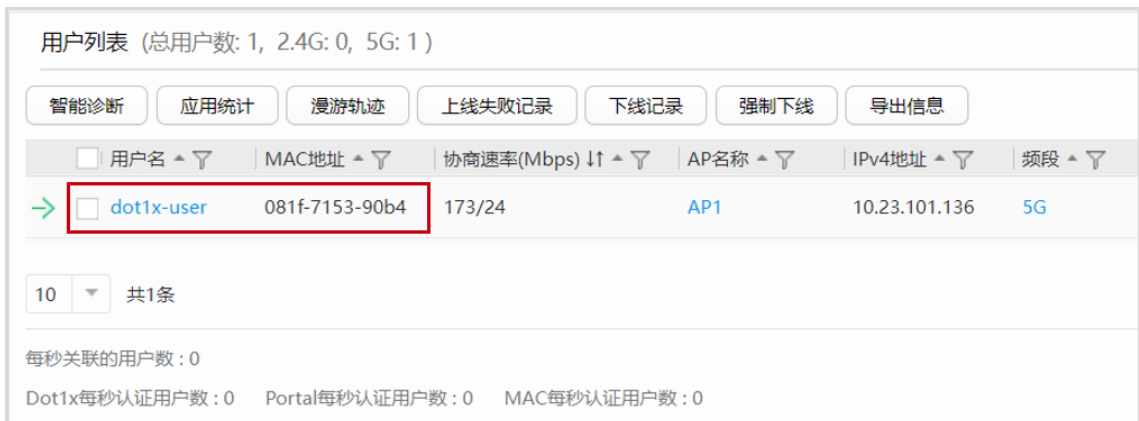 用户列表 (总用户数: 1, 2.4G: 0, 5G: 1 )
智能诊断 应用统计 漫游轨迹 上线失败记录 下线记录 强制下线 导出信息
用户名 MAC地址 协商速率(Mbps) AP名称 IPv4地址 频段
dot1x-user 081f-7153-90b4 173/24 AP1 10.23.101.136 5G
10 共1条
每秒关联的用户数 : 0
Dot1x每秒认证用户数 : 0 Portal每秒认证用户数 : 0 MAC每秒认证用户数 : 0